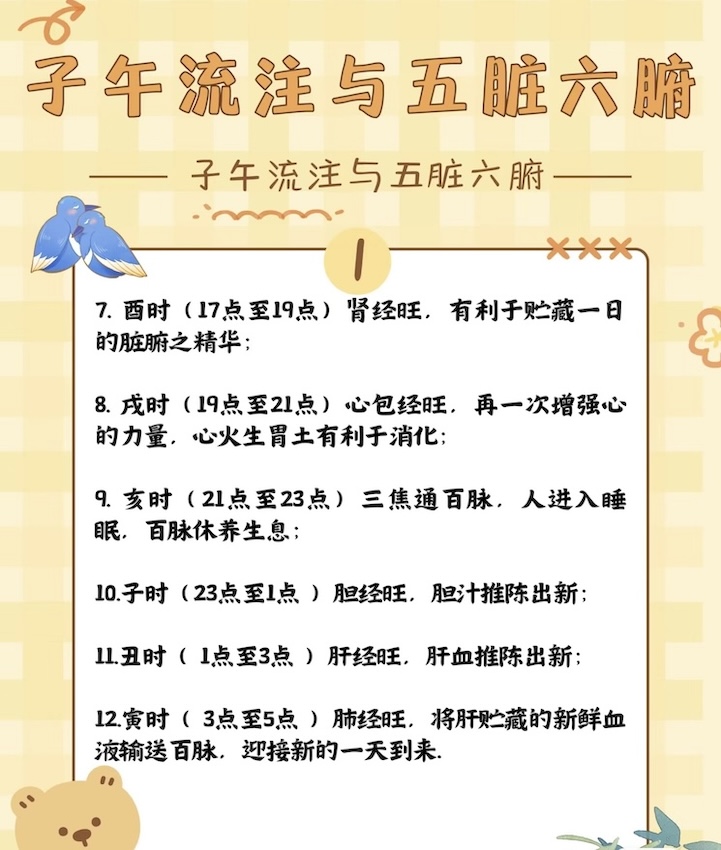 子午流注与五脏六腑
子午流注与五脏六腑
1
7. 酉时（17点至19点）肾经旺，有利于贮藏一日
的脏腑之精华；
8. 戌时（19点至21点）心包经旺，再一次增强心
的力量，心火生胃土有利于消化；
9. 亥时（21点至23点）三焦通百脉，人进入睡
眠，百脉休养生息；
10.子时（23点至1点 ）胆经旺，胆汁推陈出新；
11.丑时（ 1点至3点 ）肝经旺，肝血推陈出新；
12.寅时（ 3点至5点 ）肺经旺，将肝贮藏的新鲜血
液输送百脉，迎接新的一天到来.